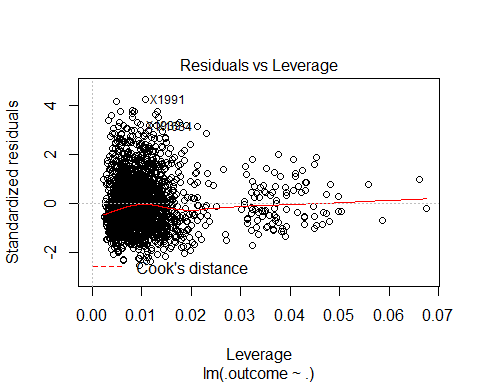 Residuals vs Leverage
Standardized residuals
4
2
0
-2
X1991
Cook's distance
0.00 0.01 0.02 0.03 0.04 0.05 0.06 0.07
Leverage
lm(.outcome ~ .)